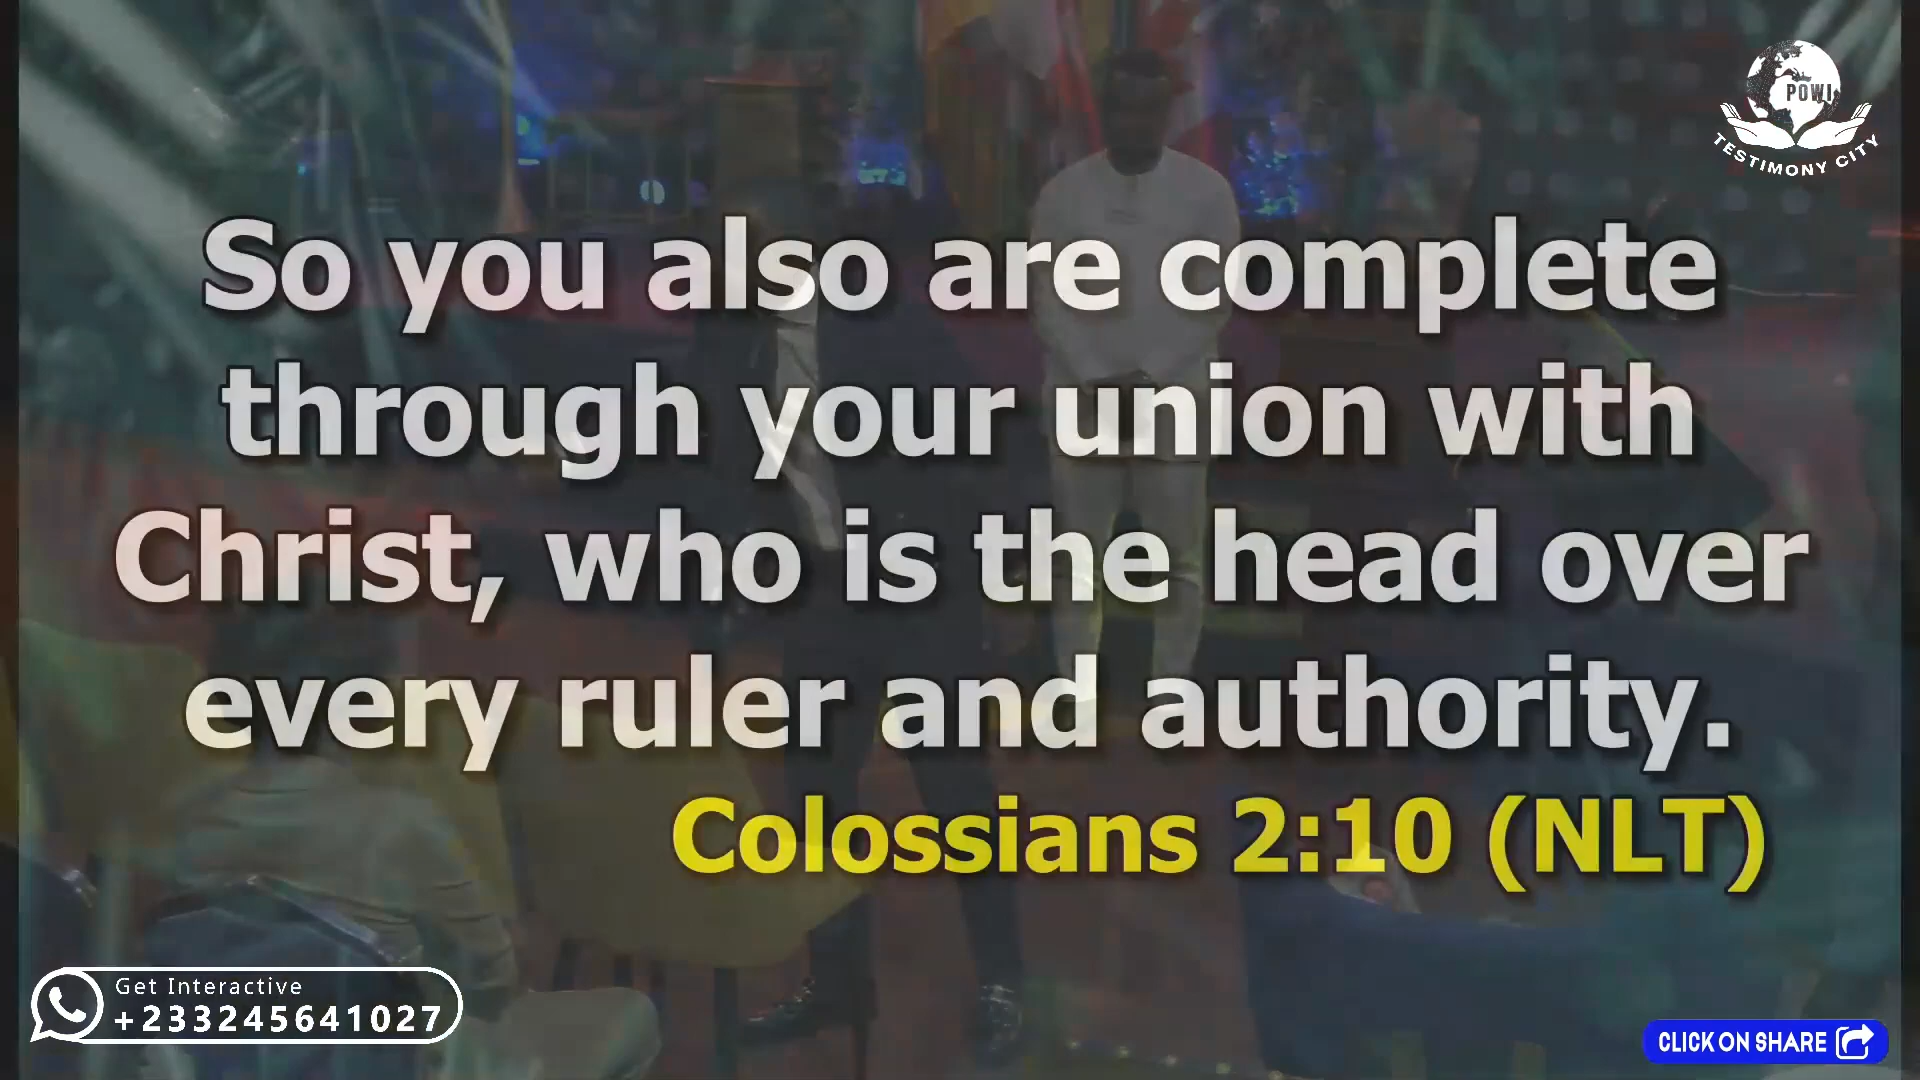 POWI
TESTIMONY CITY
So you also are complete
through your union with
Christ, who is the head over
every ruler and authority.
Colossians 2:10 (NLT)
Get Interactive
+233245641027
CLICK ON SHARE